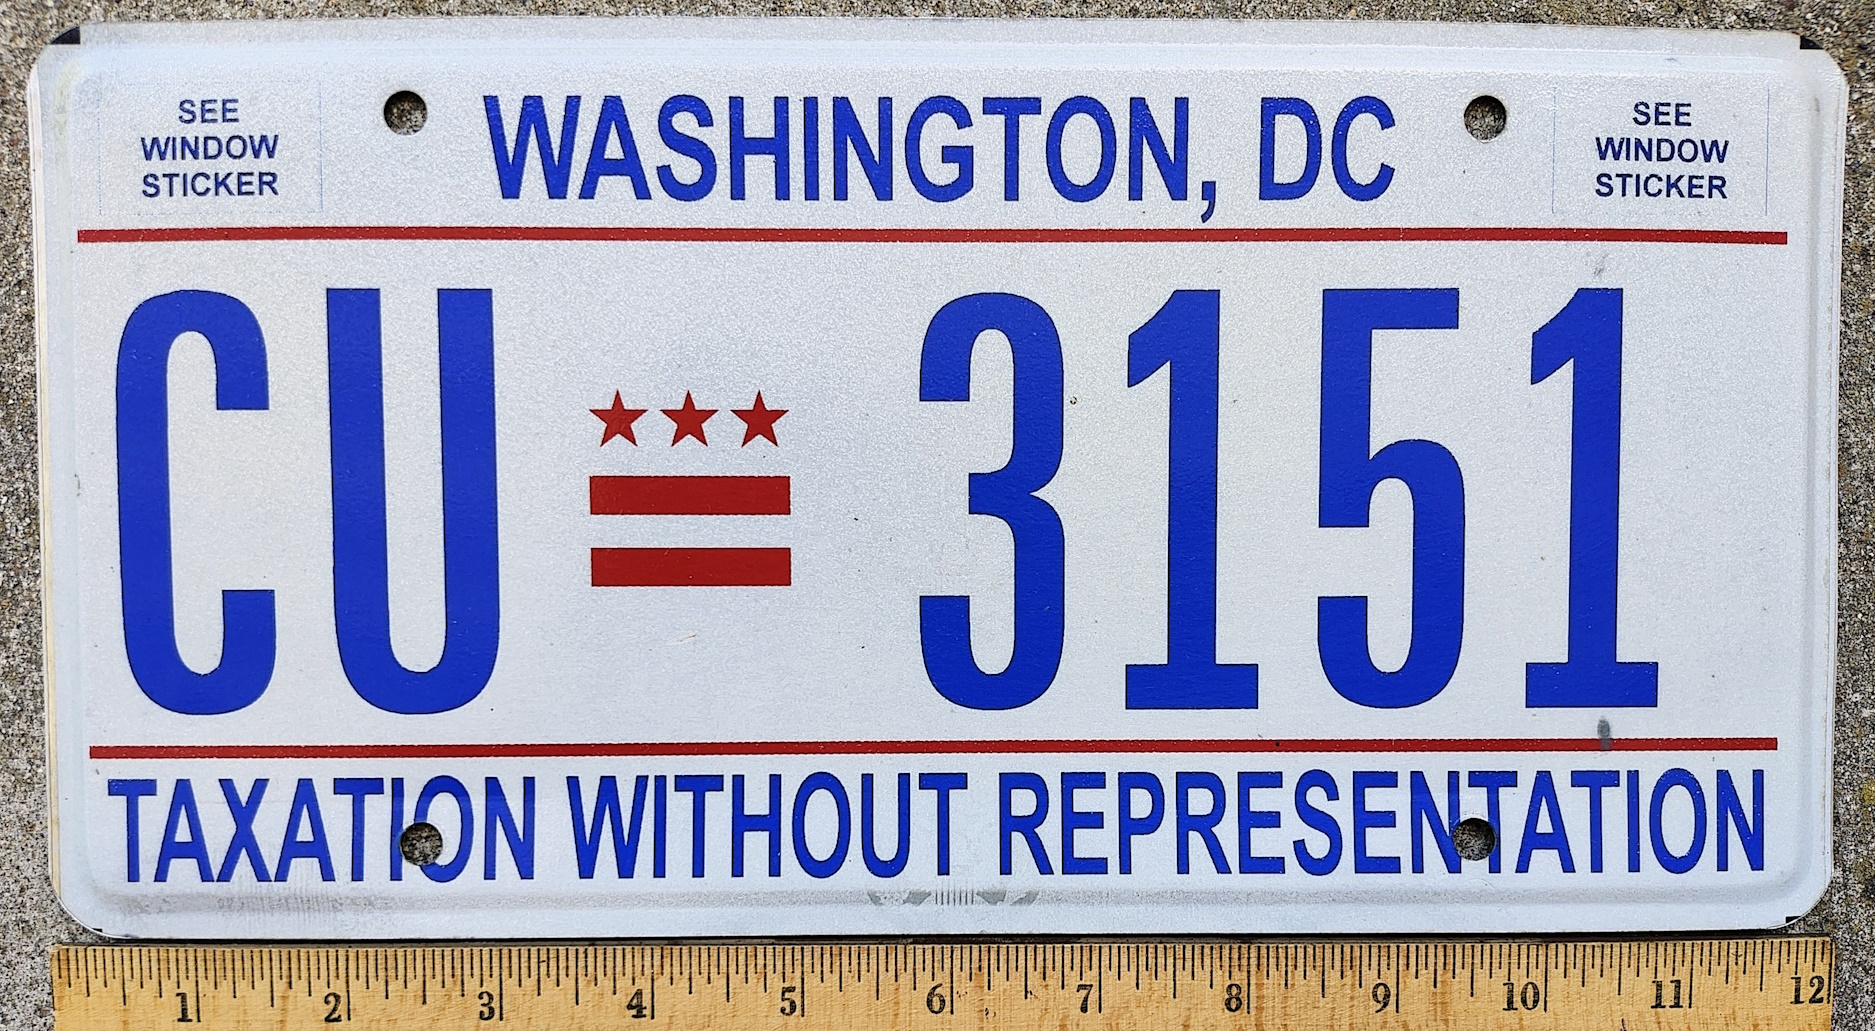 SEE
WINDOW
STICKER
WASHINGTON, DC
SEE
WINDOW
STICKER
CU 3151
TAXATION WITHOUT REPRESENTATION
1 2 3 4 5 6 7 8 9 10 11 12